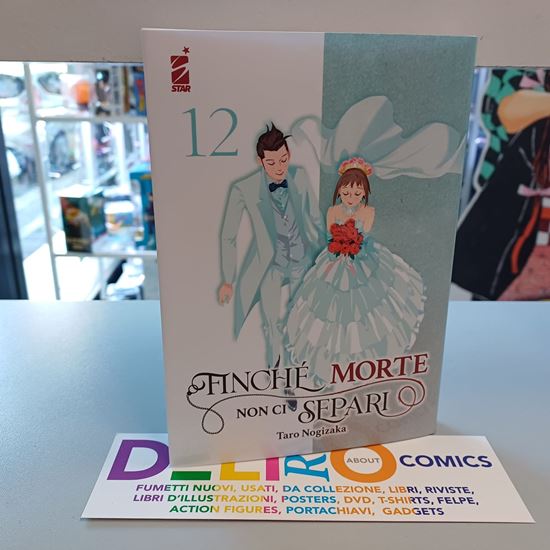 STAR
12
FINCHÉ MORTE
NON CI SEPARI
Taro Nogizaka
ABOUT COMICS
FUMETTI NUOVI, USATI, DA COLLEZIONE, LIBRI, RIVISTE,
LIBRI D'ILLUSTRAZIONI, POSTERS, DVD, T-SHIRTS, FELPE,
ACTION FIGURES, PORTACHIAVI, GADGETS